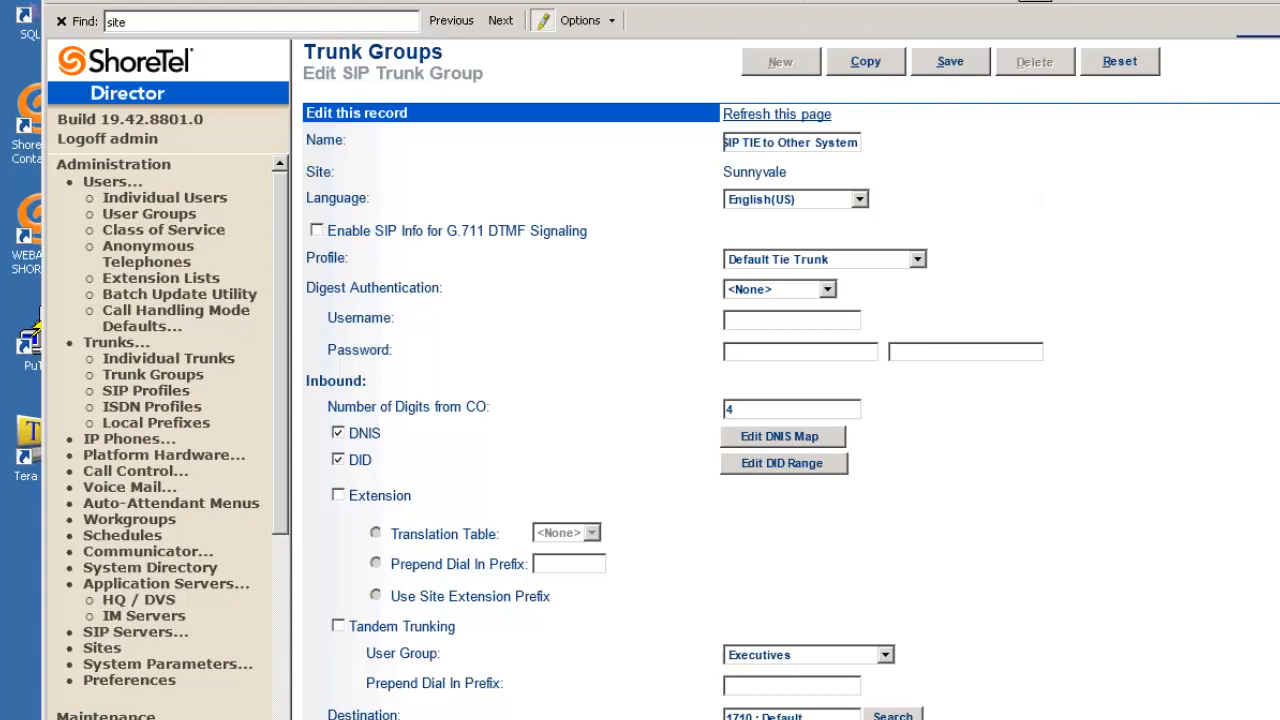 SQL
Find: site Previous Next Options
ShoreTel
Director
Build 19.42.8801.0
Logoff admin
Administration
Users...
Individual Users
User Groups
Class of Service
Anonymous
Telephones
Extension Lists
Batch Update Utility
Call Handling Mode
Defaults...
Trunks...
Individual Trunks
Trunk Groups
SIP Profiles
ISDN Profiles
Local Prefixes
IP Phones...
Platform Hardware...
Call Control...
Voice Mail...
Auto-Attendant Menus
Workgroups
Schedules
Communicator...
System Directory
Application Servers...
HQ / DVS
IM Servers
SIP Servers...
Sites
System Parameters...
Preferences
Maintenance
Shore
Conta
WEBA
SHOR
PuT
T
Tera
Trunk Groups
Edit SIP Trunk Group
New Copy Save Delete Reset
Edit this record Refresh this page
Name: SIP TIE to Other System
Site: Sunnyvale
Language: English(US)
Enable SIP Info for G.711 DTMF Signaling
Profile: Default Tie Trunk
Digest Authentication: <None>
Username:
Password:
Inbound:
Number of Digits from CO: 4
DNIS Edit DNIS Map
DID Edit DID Range
Extension
Translation Table: <None>
Prepend Dial In Prefix:
Use Site Extension Prefix
Tandem Trunking
User Group: Executives
Prepend Dial In Prefix:
Destination: 1710 : Default Search